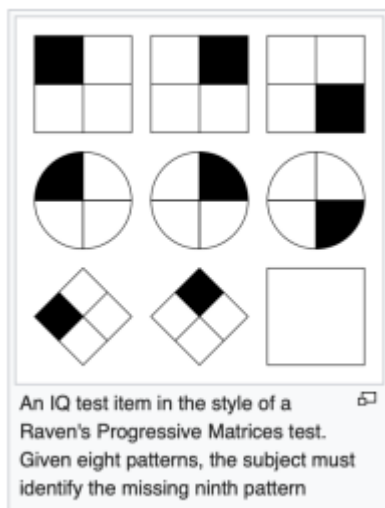 An IQ test item in the style of a
Raven's Progressive Matrices test.
Given eight patterns, the subject must
identify the missing ninth pattern